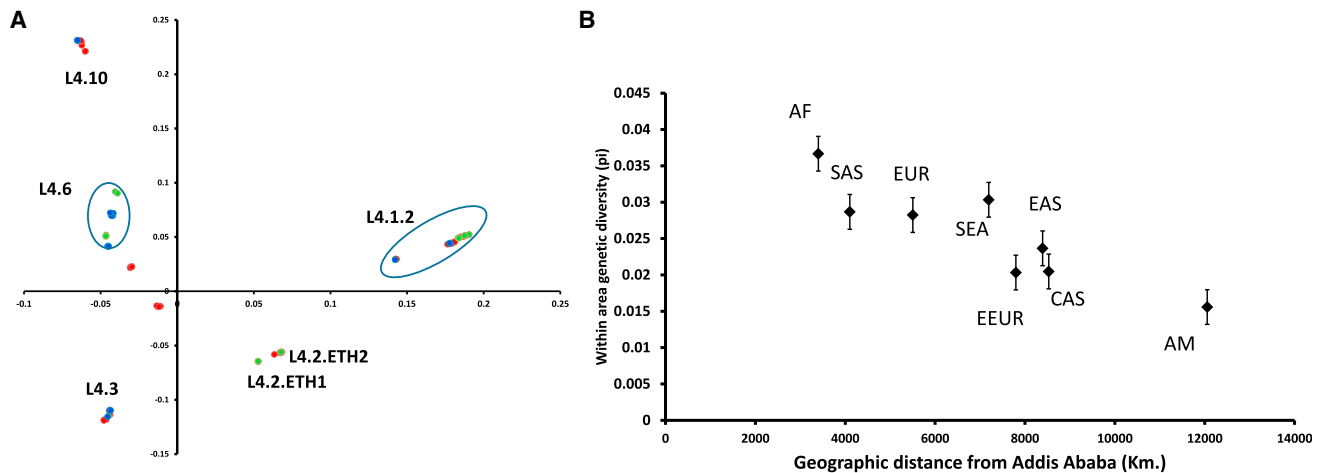 A
0.25
0.2
0.15
0.1
0.05
0
-0.05
-0.1
-0.15
-0.1
-0.05
0.05
0.1
0.15
0.2
0.25
L4.10
L4.6
L4.1.2
L4.2.ETH2
L4.2.ETH1
L4.3
B
Within area genetic diversity (pi)
0.045
0.04
0.035
0.03
0.025
0.02
0.015
0.01
0.005
0
AF
SAS
EUR
SEA
EAS
EEUR
CAS
AM
0
2000
4000
6000
8000
10000
12000
14000
Geographic distance from Addis Ababa (Km.)